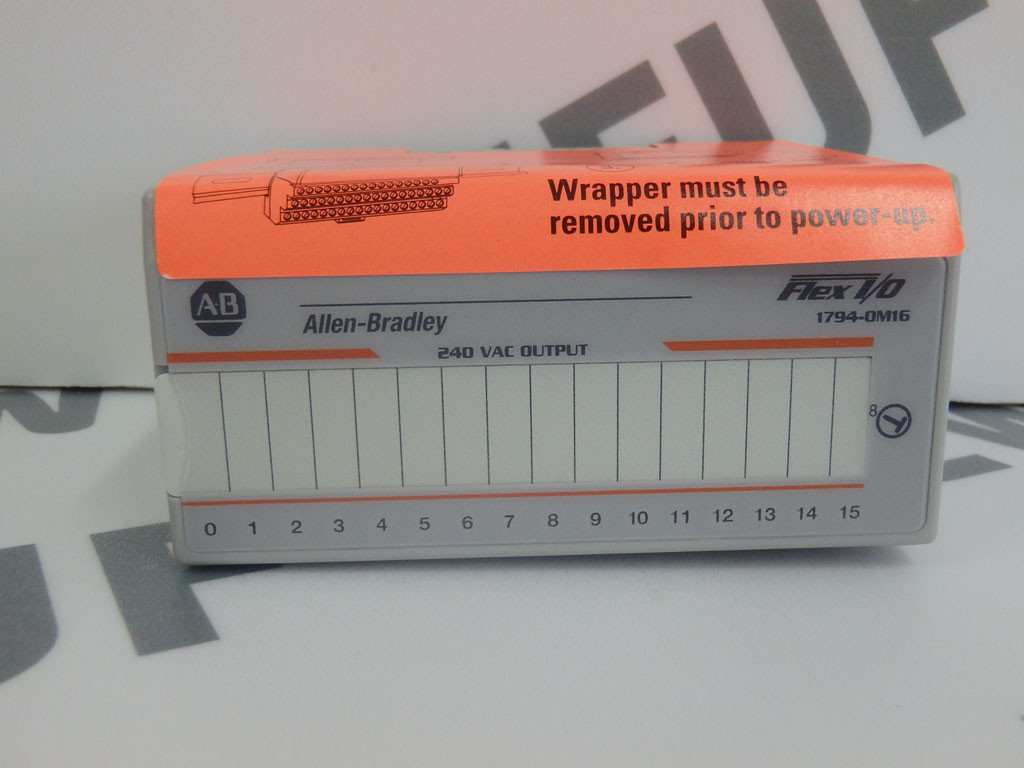 Wrapper must be
removed prior to power-up.
A·B
Allen-Bradley
Flex I/O
1794-OM16
240 VAC OUTPUT
8
0 1 2 3 4 5 6 7 8 9 10 11 12 13 14 15